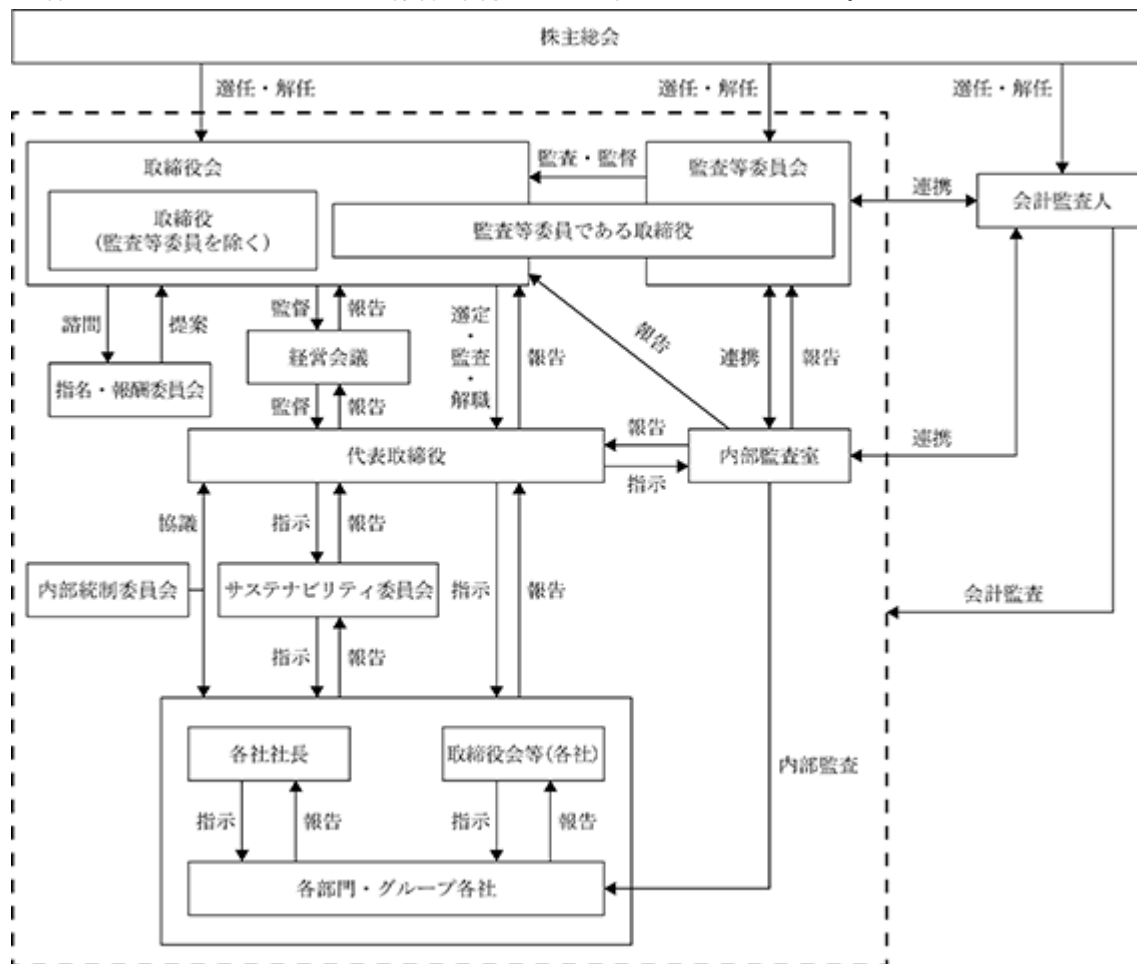 株主総会
選任・解任
選任・解任
選任・解任
取締役会
監査・監督
監査等委員会
連携
会計監査人
取締役
(監査等委員を除く)
監査等委員である取締役
諮問
提案
監督
報告
選定
・
監査
・
解職
報告
報告
連携
報告
経営会議
指名・報酬委員会
監督
報告
代表取締役
報告
指示
内部監査室
連携
協議
指示
報告
内部統制委員会
サステナビリティ委員会
指示
報告
会計監査
指示
報告
各社社長
取締役会等(各社)
内部監査
指示
報告
指示
報告
各部門・グループ各社